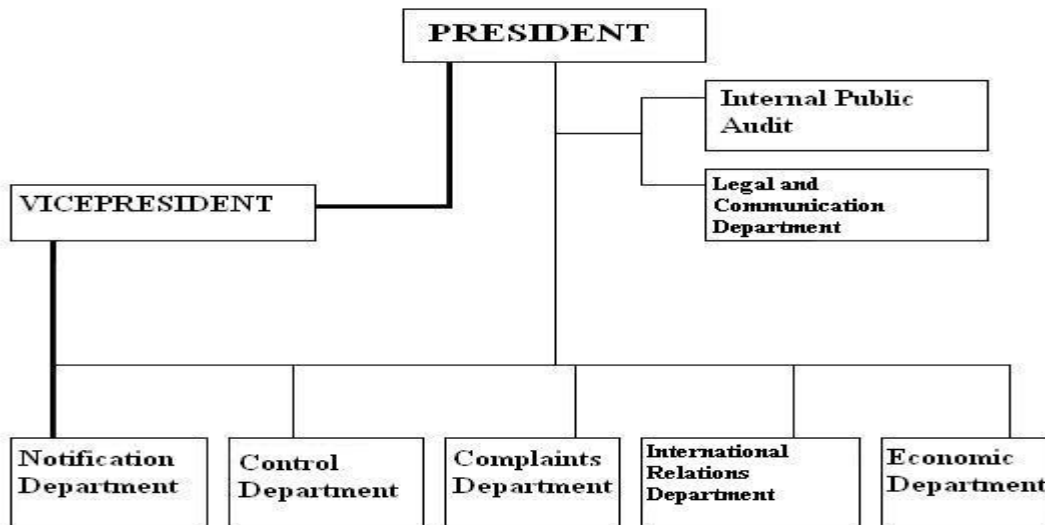 PRESIDENT
Internal Public
Audit
Legal and
Communication
Department
VICEPRESIDENT
Notification
Department
Control
Department
Complaints
Department
International
Relations
Department
Economic
Department